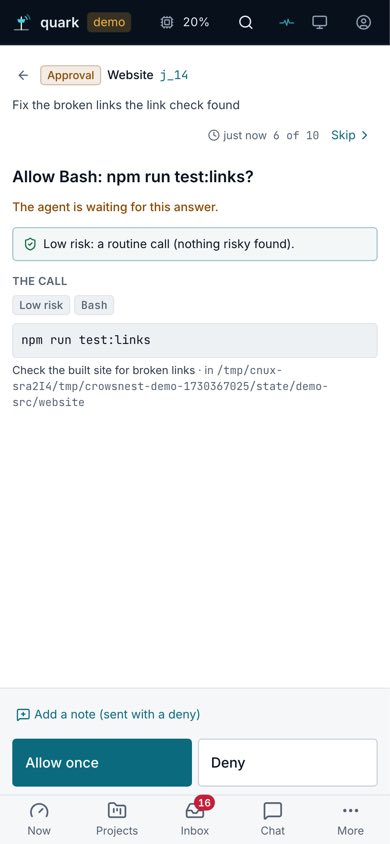 quark demo 20%
Approval Website j_14
Fix the broken links the link check found
just now 6 of 10 Skip
Allow Bash: npm run test:links?
The agent is waiting for this answer.
Low risk: a routine call (nothing risky found).
THE CALL
Low risk Bash
npm run test:links
Check the built site for broken links · in /tmp/cnux-
sra2I4/tmp/crowsnest-demo-1730367025/state/demo-
src/website
Add a note (sent with a deny)
Allow once Deny
16
Now Projects Inbox Chat More